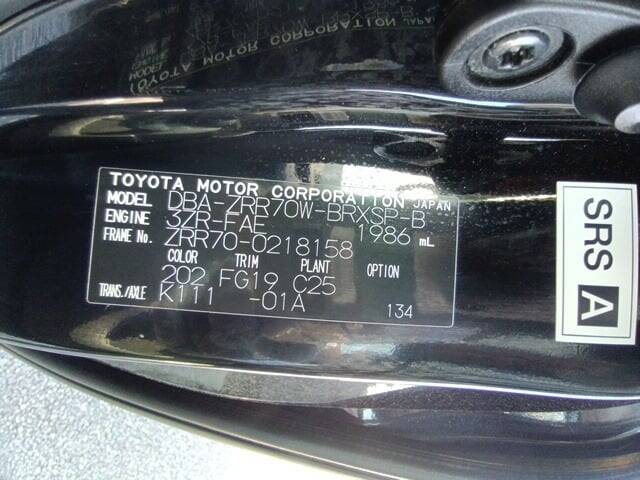 TOYOTA MOTOR CORPORATION JAPAN
MODEL DBA-ZRR70W-BRXSP-B
ENGINE 3ZR-FAE 1986 mL
FRAME No. ZRR70-0218158
COLOR TRIM PLANT OPTION
202 FG19 C25
TRANS./AXLE K111 -01A
134
SRS A